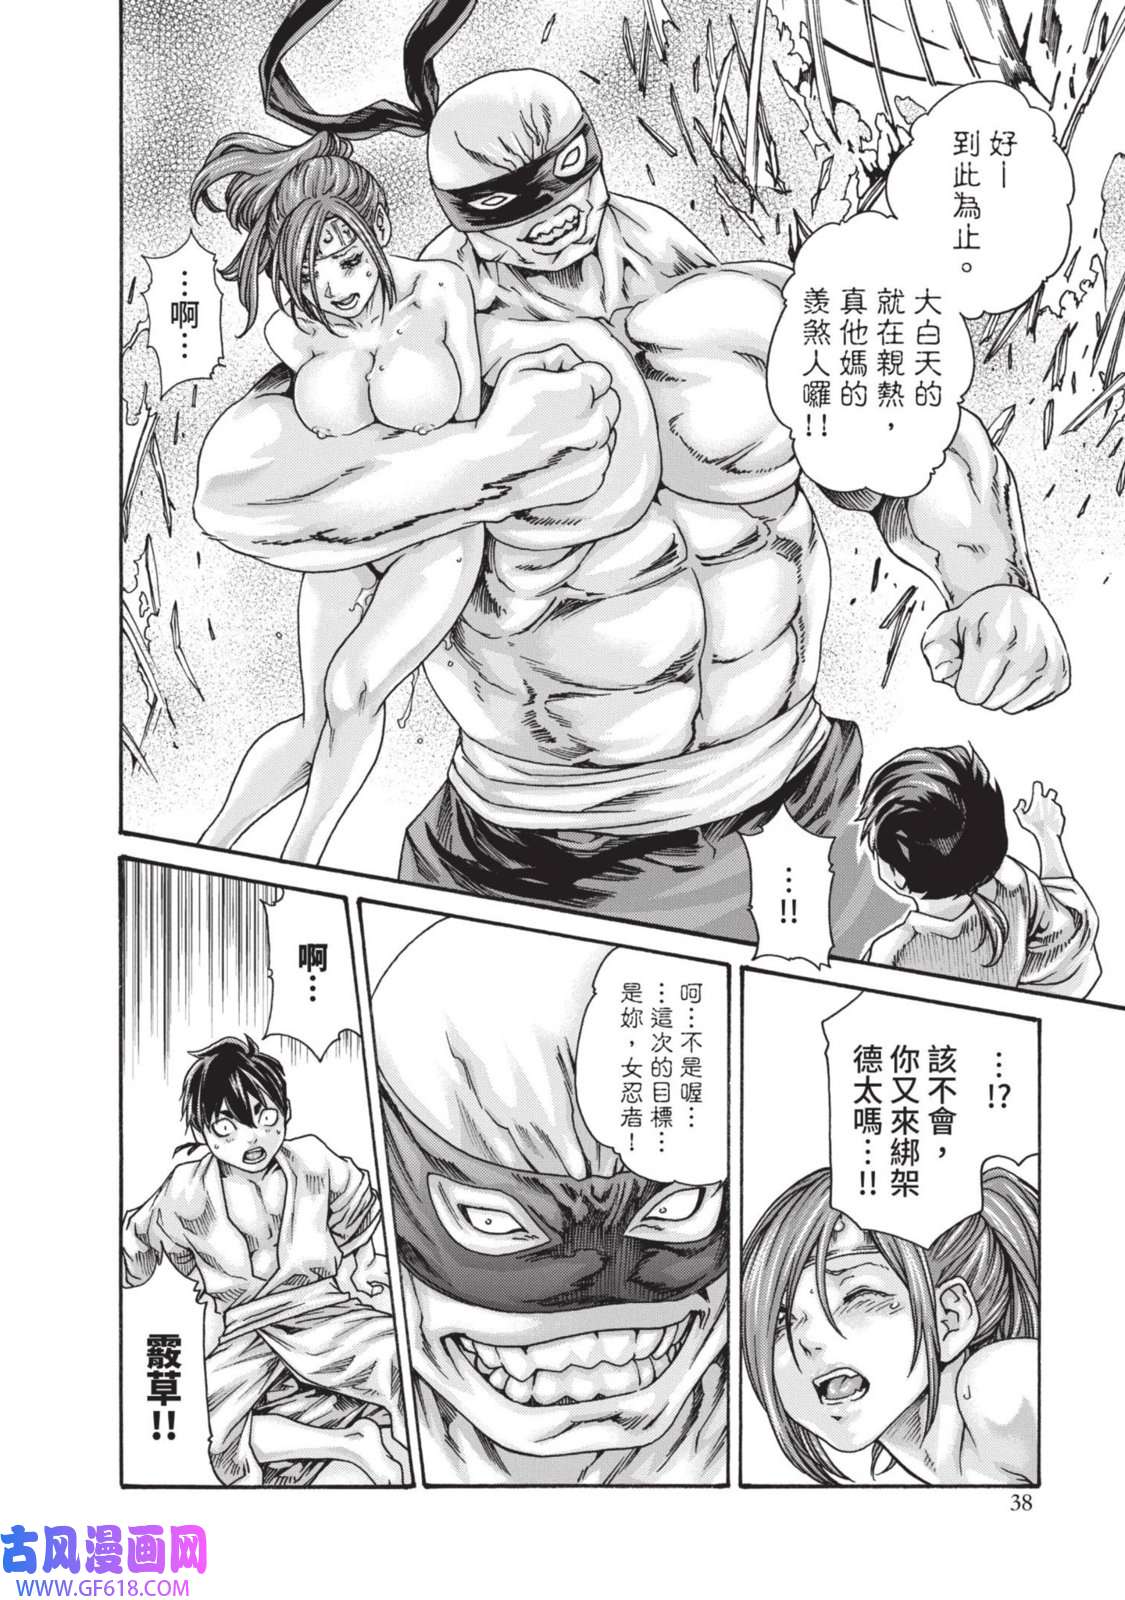 好—
到此為止。
大白天的
就在親熱，
真他媽的
羨煞人囉!!
…啊…
…!!
…!?
該不會，
你又來綁架
德太嗎…!!
呵…不是喔…
…這次的目標…
是妳，女忍者！
啊…
霰草!!
38
古风漫画网
WWW.GF618.COM